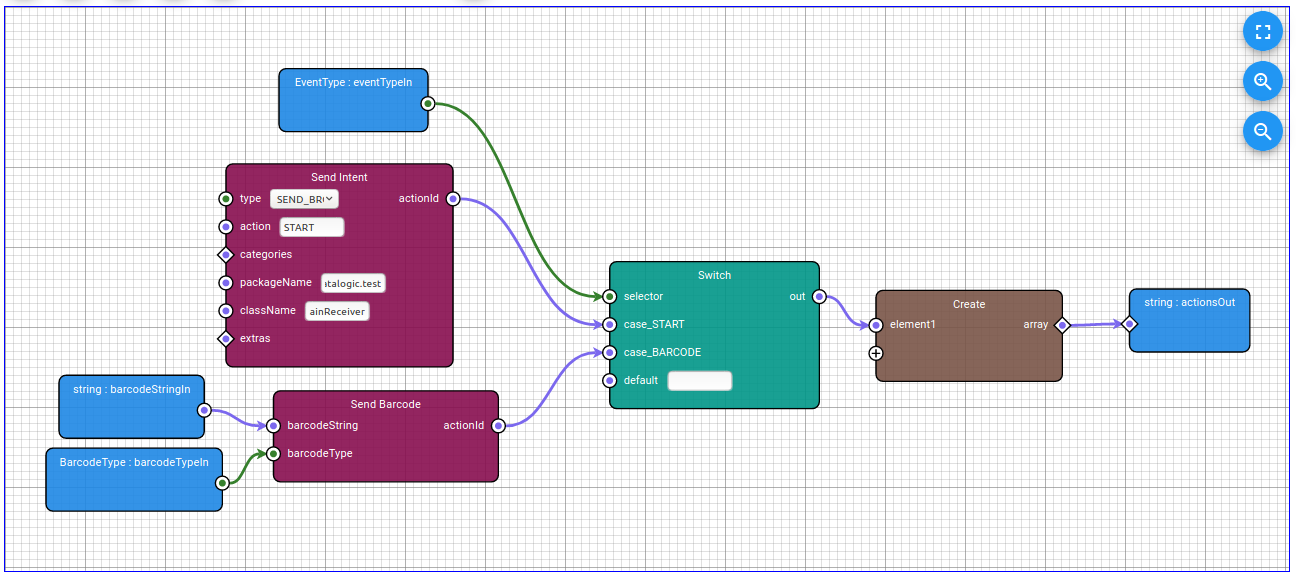 EventType : eventTypeIn
Send Intent
type SEND_BR actionId
action START
categories
packageName atalogic.test
className ainReceiver
extras
string : barcodeStringIn
Send Barcode
barcodeString actionId
barcodeType
BarcodeType : barcodeTypeIn
Switch
selector out
case_START
case_BARCODE
default
Create
element1 array
string : actionsOut